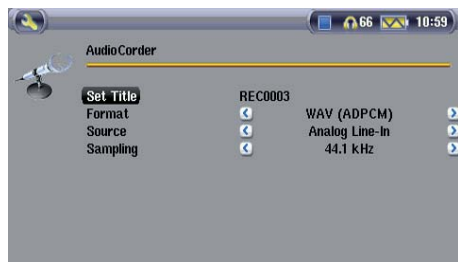 66 10:59
AudioCorder
Set Title REC0003
Format WAV (ADPCM)
Source Analog Line-In
Sampling 44.1 kHz